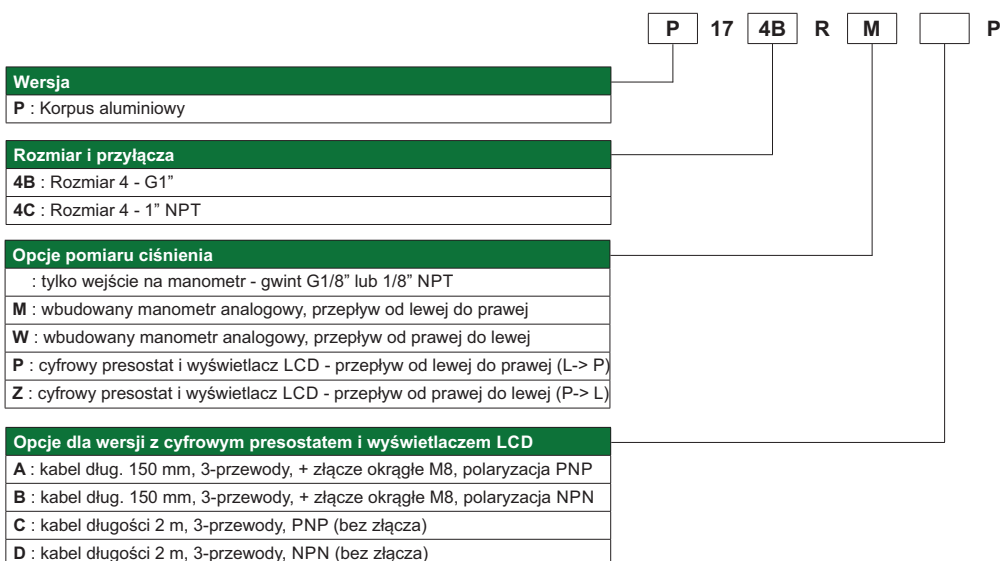 P 17 4B R M P
Wersja
P : Korpus aluminiowy
Rozmiar i przyłącza
4B : Rozmiar 4 - G1”
4C : Rozmiar 4 - 1” NPT
Opcje pomiaru ciśnienia
: tylko wejście na manometr - gwint G1/8” lub 1/8” NPT
M : wbudowany manometr analogowy, przepływ od lewej do prawej
W : wbudowany manometr analogowy, przepływ od prawej do lewej
P : cyfrowy presostat i wyświetlacz LCD - przepływ od lewej do prawej (L-> P)
Z : cyfrowy presostat i wyświetlacz LCD - przepływ od prawej do lewej (P-> L)
Opcje dla wersji z cyfrowym presostatem i wyświetlaczem LCD
A : kabel dług. 150 mm, 3-przewody, + złącze okrągłe M8, polaryzacja PNP
B : kabel dług. 150 mm, 3-przewody, + złącze okrągłe M8, polaryzacja NPN
C : kabel długości 2 m, 3-przewody, PNP (bez złącza)
D : kabel długości 2 m, 3-przewody, NPN (bez złącza)